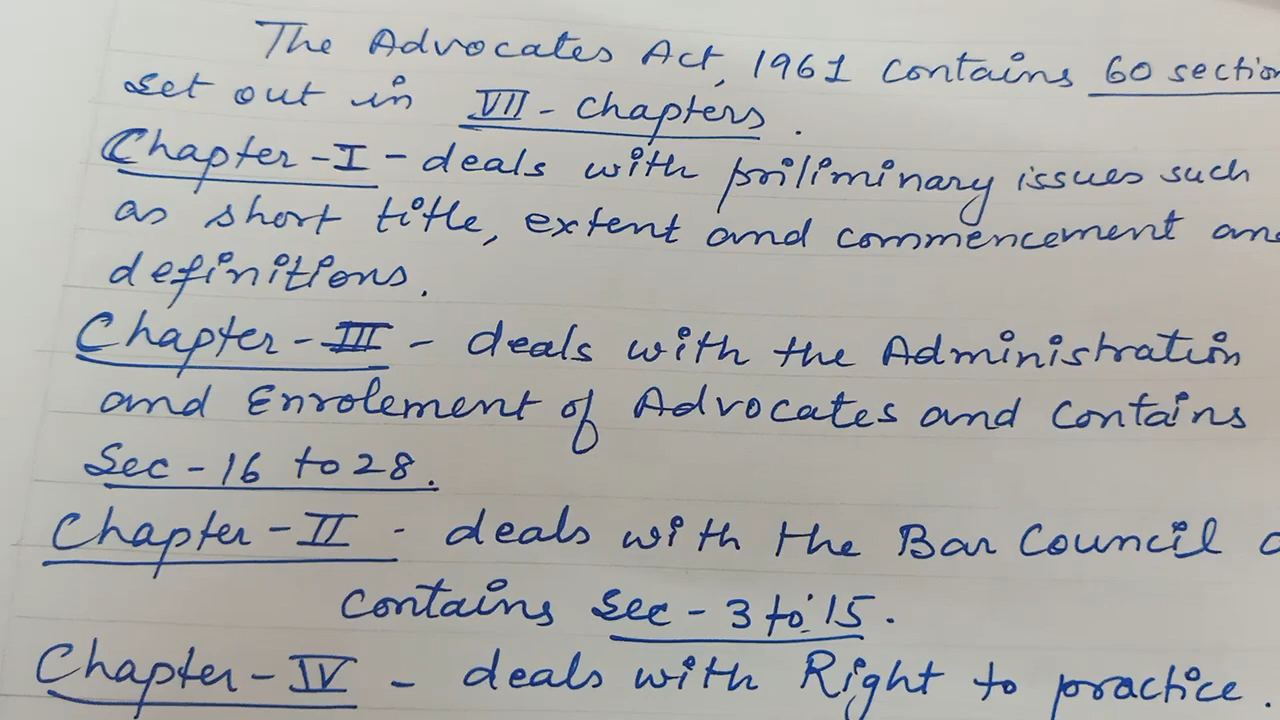 The Advocates Act, 1961 contains 60 section
set out in VII - chapters.
Chapter - I - deals with priliminary issues such
as short title, extent and commencement an
definitions.
Chapter - III - deals with the Administration
and Enrolement of Advocates and contains
Sec - 16 to 28.
Chapter - II - deals with the Bar Council
contains Sec - 3 to 15.
Chapter - IV - deals with Right to practice.